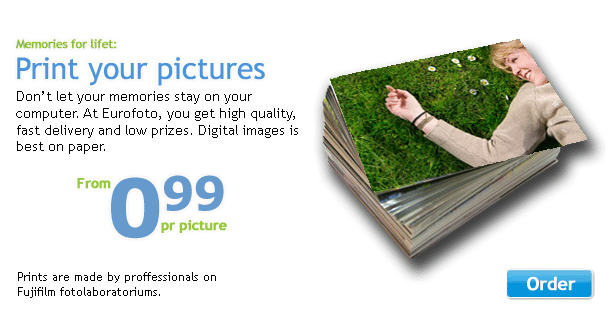 Memories for lifet:
Print your pictures
Don't let your memories stay on your
computer. At Eurofoto, you get high quality,
fast delivery and low prizes. Digital images is
best on paper.
From 0 99
pr picture
Prints are made by proffessionals on
Fujifilm fotolaboratoriums.
Order